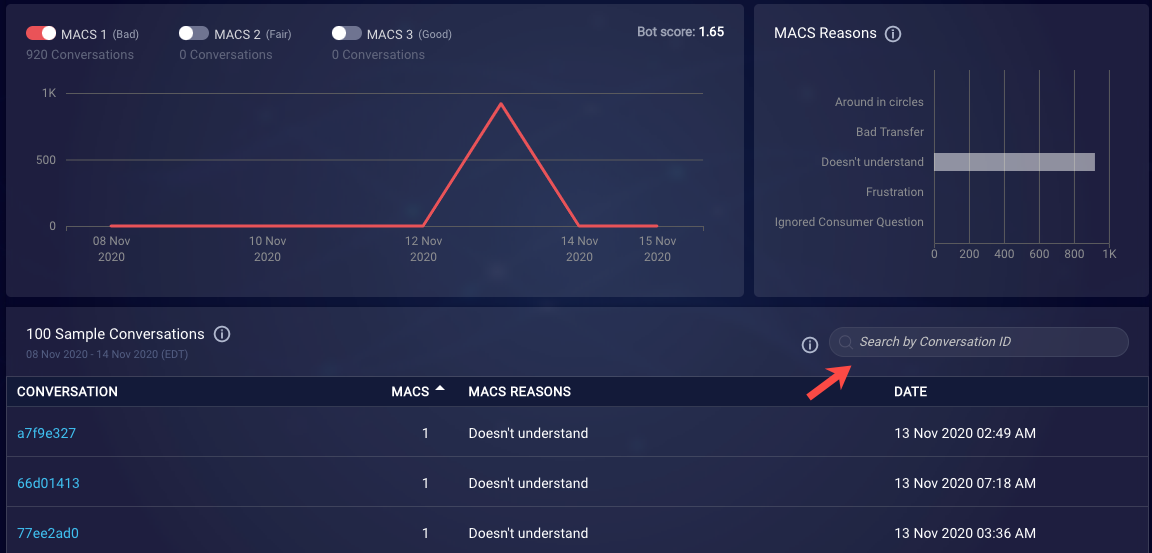 MACS 1 (Bad) MACS 2 (Fair) MACS 3 (Good) Bot score: 1.65
920 Conversations 0 Conversations 0 Conversations
1K
500
0
08 Nov 2020
10 Nov 2020
12 Nov 2020
14 Nov 2020
15 Nov 2020
MACS Reasons
Around in circles
Bad Transfer
Doesn't understand
Frustration
Ignored Consumer Question
0 200 400 600 800 1K
100 Sample Conversations
08 Nov 2020 - 14 Nov 2020 (EDT)
Search by Conversation ID
CONVERSATION MACS MACS REASONS DATE
a7f9e327 1 Doesn't understand 13 Nov 2020 02:49 AM
66d01413 1 Doesn't understand 13 Nov 2020 07:18 AM
77ee2ad0 1 Doesn't understand 13 Nov 2020 03:36 AM